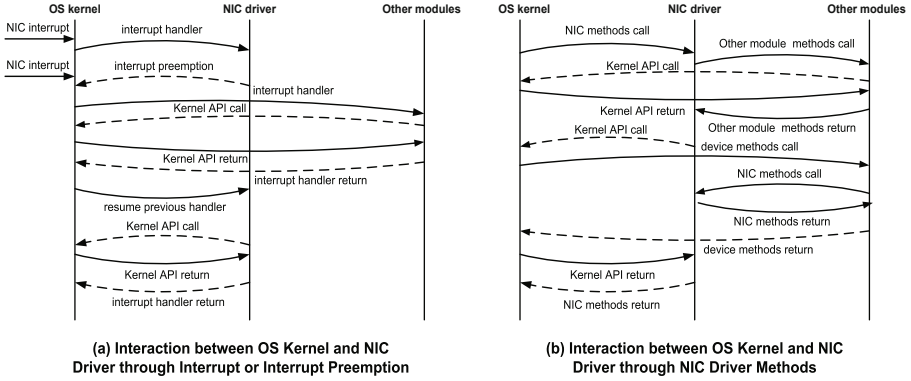 OS kernel
NIC driver
Other modules
NIC interrupt
interrupt handler
NIC interrupt
interrupt preemption
interrupt handler
Kernel API call
Kernel API return
interrupt handler return
resume previous handler
Kernel API call
Kernel API return
interrupt handler return
(a) Interaction between OS Kernel and NIC
Driver through Interrupt or Interrupt Preemption
OS kernel
NIC driver
Other modules
NIC methods call
Other module methods call
Kernel API call
Kernel API return
Other module methods return
Kernel API call
device methods call
NIC methods call
NIC methods return
device methods return
Kernel API return
NIC methods return
(b) Interaction between OS Kernel and NIC
Driver through NIC Driver Methods